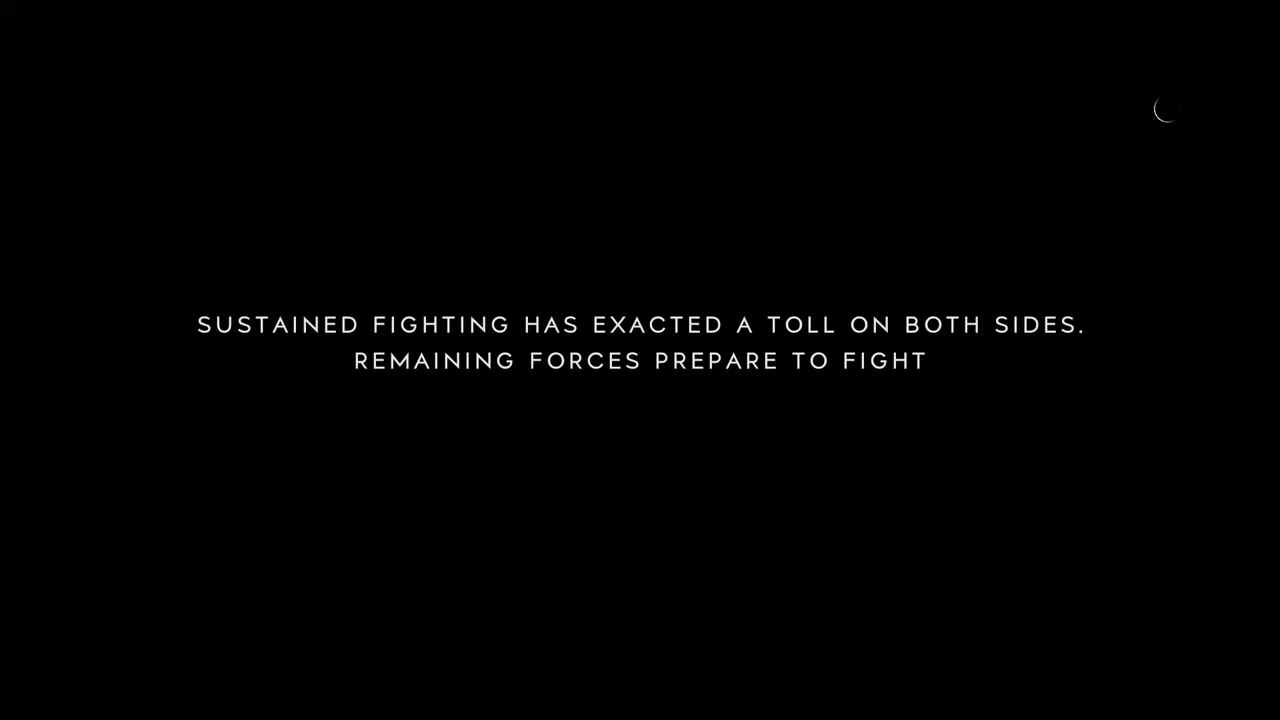 SUSTAINED FIGHTING HAS EXACTED A TOLL ON BOTH SIDES.
REMAINING FORCES PREPARE TO FIGHT